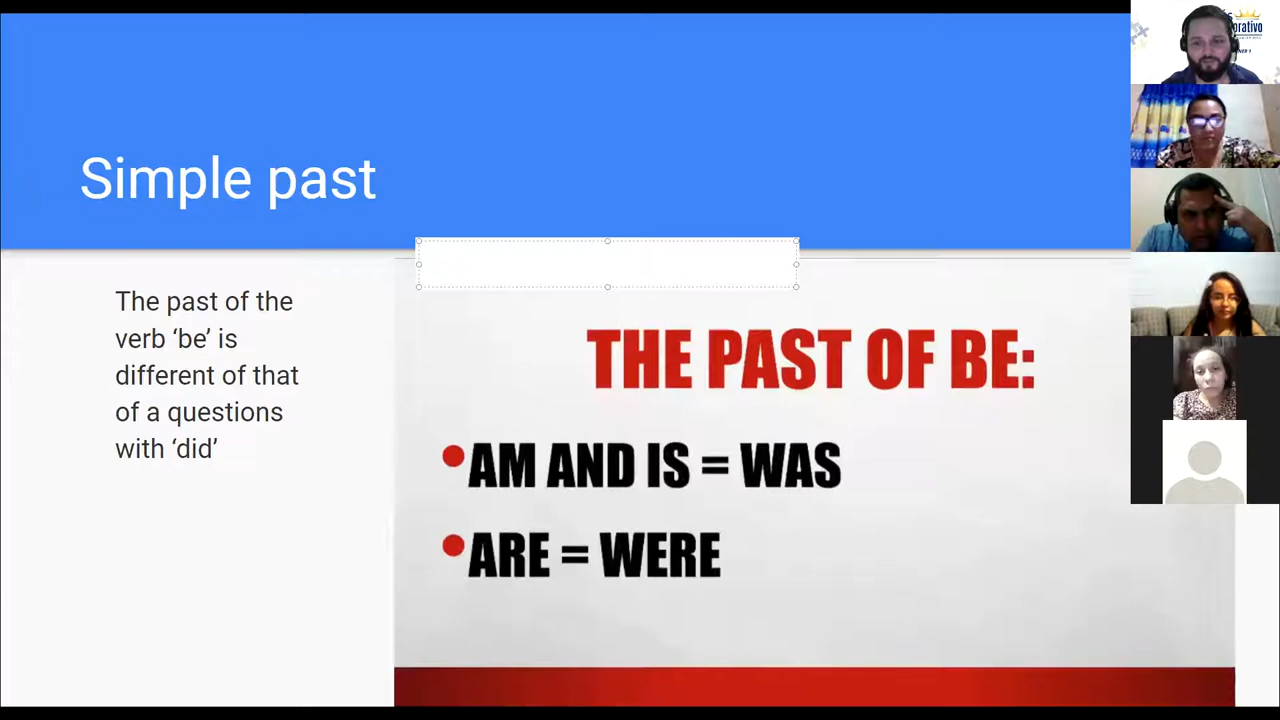 Simple past
The past of the
verb ‘be’ is
different of that
of a questions
with ‘did’
THE PAST OF BE:
•AM AND IS = WAS
•ARE = WERE